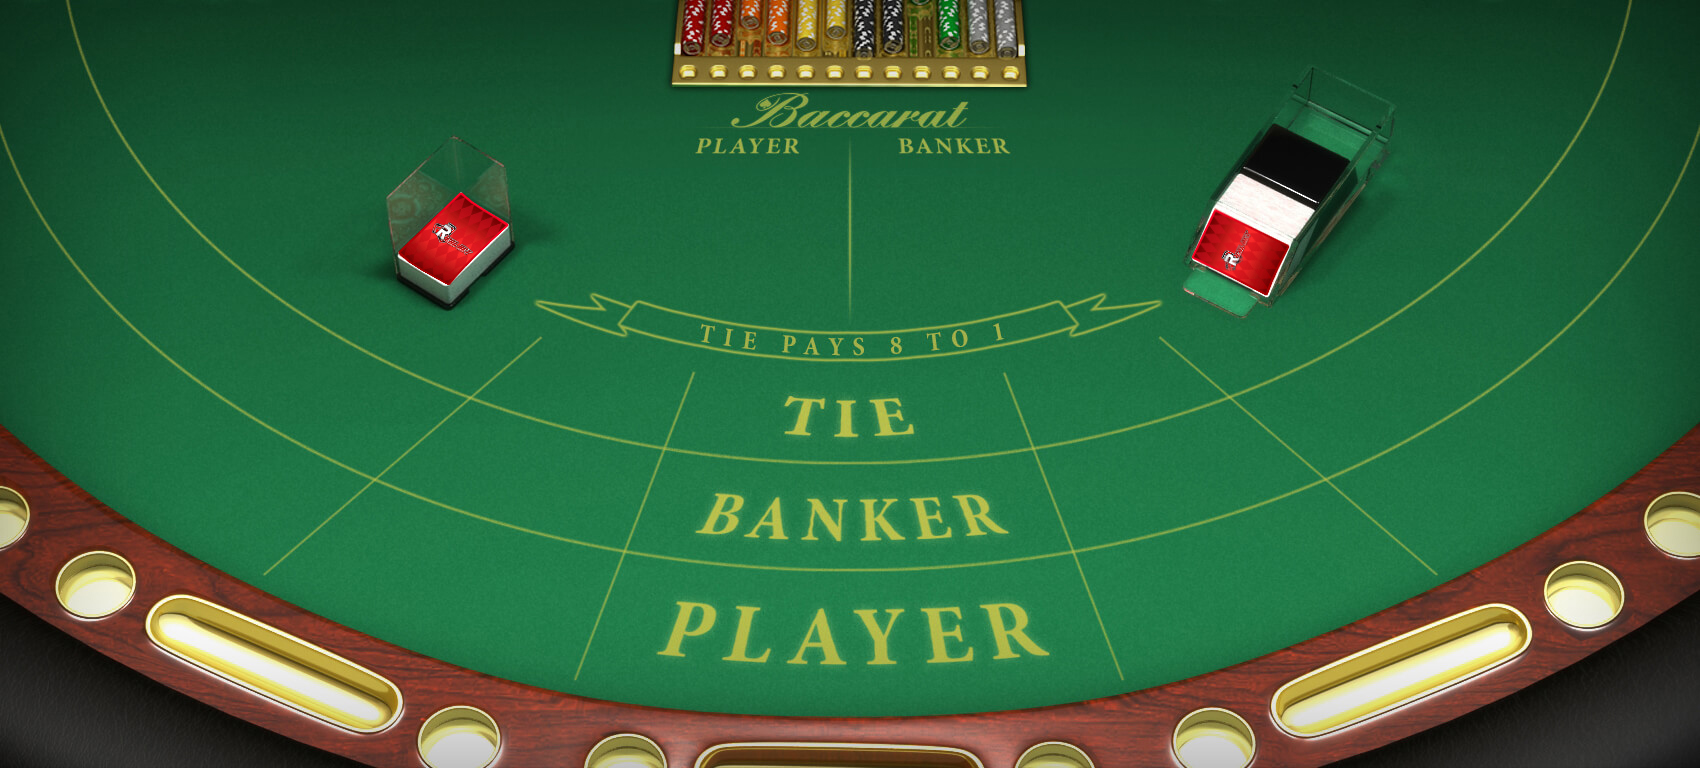 Baccarat
PLAYER BANKER
TIE PAYS 8 TO 1
TIE
BANKER
PLAYER